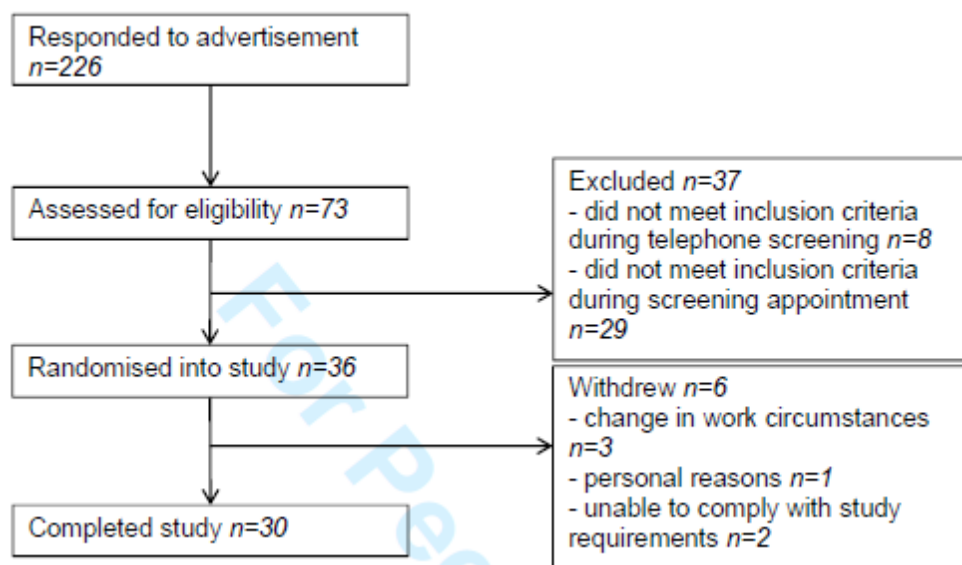 Responded to advertisement
n=226
Assessed for eligibility n=73
Excluded n=37
- did not meet inclusion criteria
during telephone screening n=8
- did not meet inclusion criteria
during screening appointment
n=29
Randomised into study n=36
Withdrew n=6
- change in work circumstances
n=3
- personal reasons n=1
- unable to comply with study
requirements n=2
Completed study n=30
For Pee